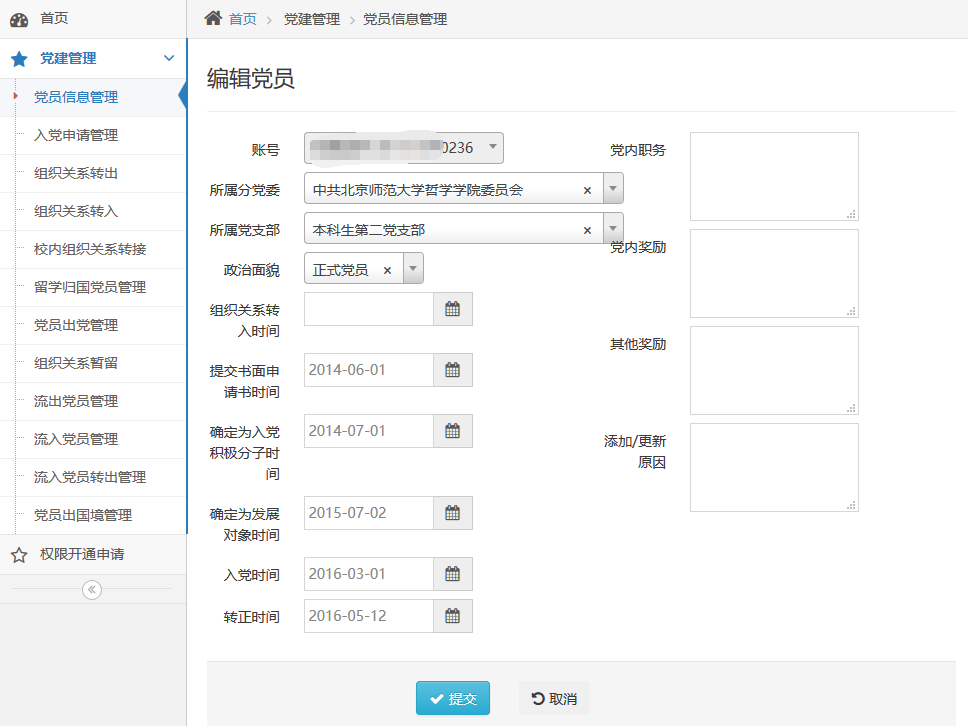 首页
党建管理
党员信息管理
入党申请管理
组织关系转出
组织关系转入
校内组织关系转接
留学归国党员管理
党员出党管理
组织关系暂留
流出党员管理
流入党员管理
流入党员转出管理
党员出国境管理
权限开通申请
首页 > 党建管理 > 党员信息管理
编辑党员
账号 0236
所属分党委 中共北京师范大学哲学学院委员会 ×
所属党支部 本科生第二党支部 ×
政治面貌 正式党员 ×
组织关系转
入时间
提交书面申
请书时间
2014-06-01
确定为入党
积极分子时
间
2014-07-01
确定为发展
对象时间
2015-07-02
入党时间 2016-03-01
转正时间 2016-05-12
党内职务
党内奖励
其他奖励
添加/更新
原因
提交
取消